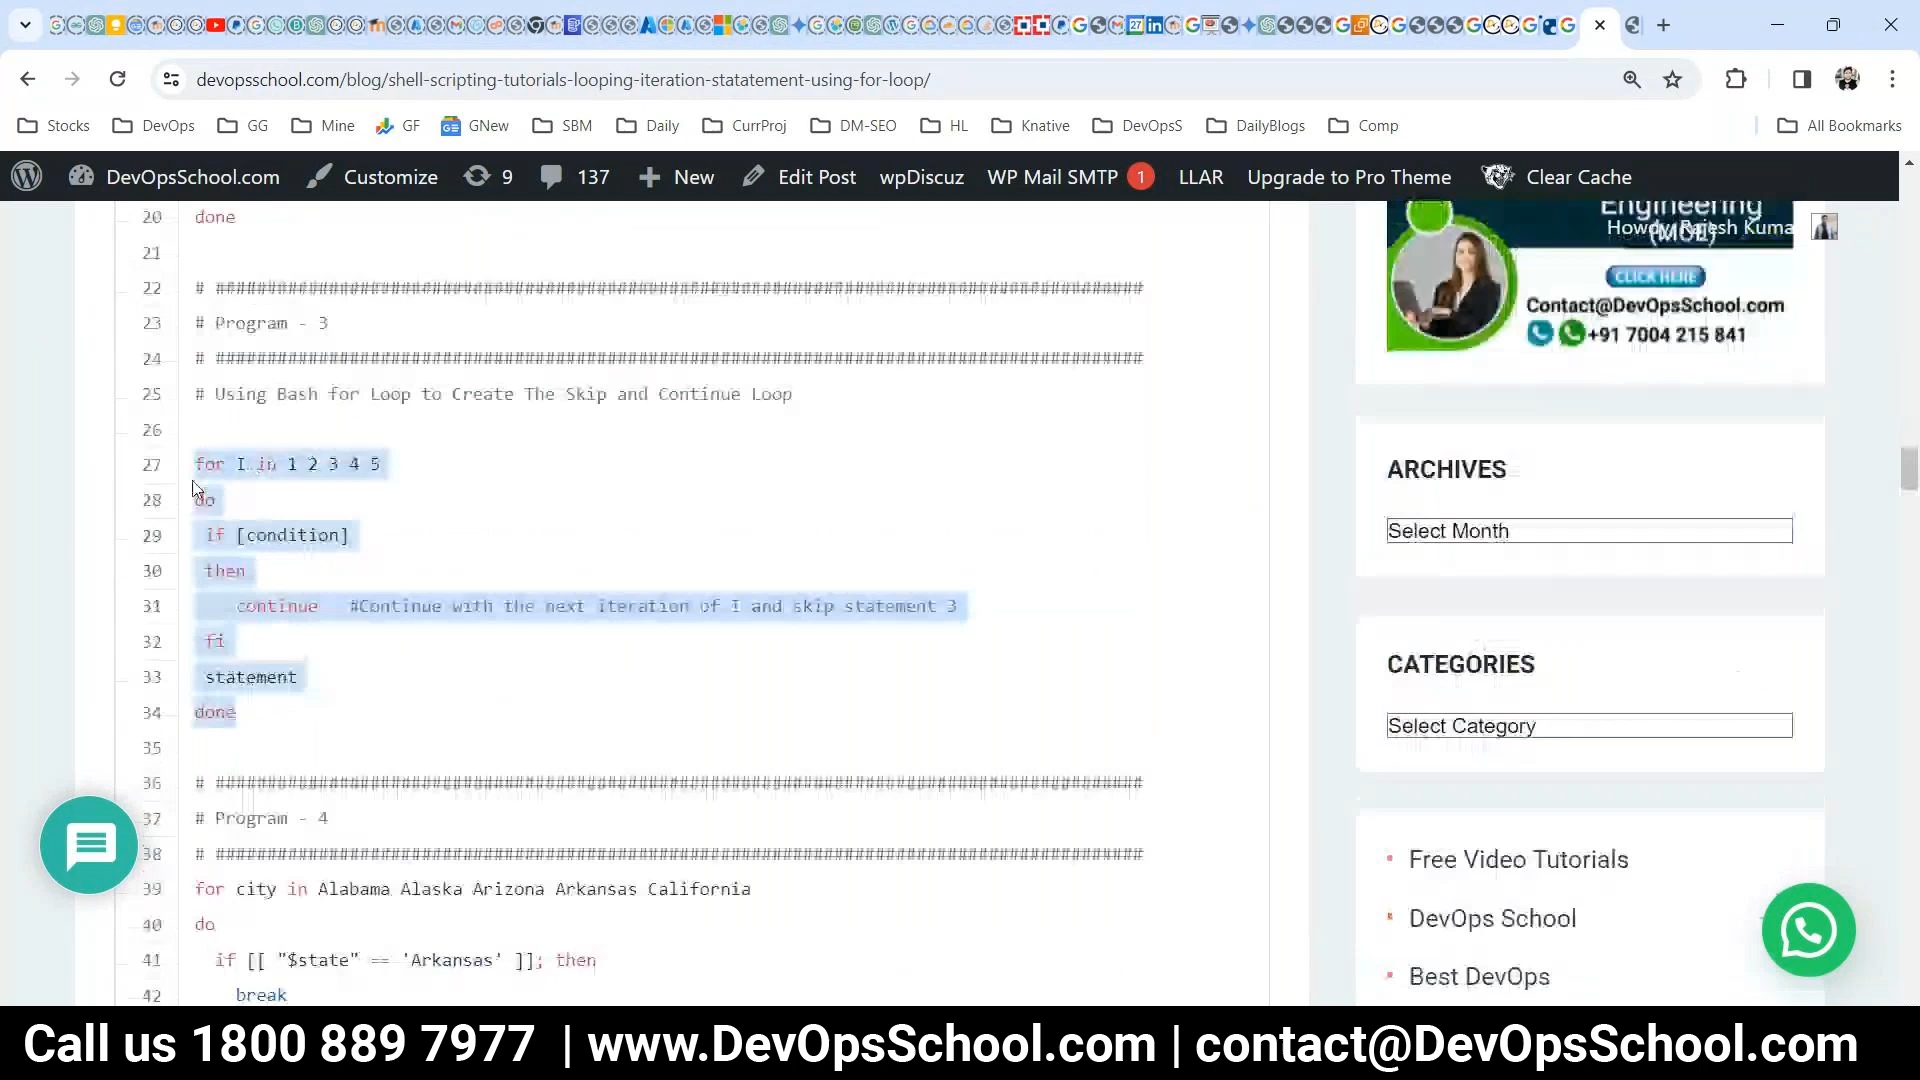 devopsschool.com/blog/shell-scripting-tutorials-looping-iteration-statatement-using-for-loop/
Stocks DevOps GG Mine GF GNew SBM Daily CurrProj DM-SEO HL Knative DevOpsS DailyBlogs Comp All Bookmarks
DevOpsSchool.com Customize 9 137 New Edit Post wpDiscuz WP Mail SMTP 1 LLAR Upgrade to Pro Theme Clear Cache
Howdy, Rajesh Kuma
20 done
21
22 # ##########################################################################################
23 # Program - 3
24 # ##########################################################################################
25 # Using Bash for Loop to Create The Skip and Continue Loop
26
27 for I in 1 2 3 4 5
28 do
29 if [condition]
30 then
31 continue #Continue with the next iteration of I and skip statement 3
32 fi
33 statement
34 done
35
36 # ##########################################################################################
37 # Program - 4
38 # ##########################################################################################
39 for city in Alabama Alaska Arizona Arkansas California
40 do
41 if [[ "$state" == 'Arkansas' ]]; then
42 break
Engineering
(MOE)
CLICK HERE
Contact@DevOpsSchool.com
+91 7004 215 841
ARCHIVES
Select Month
CATEGORIES
Select Category
Free Video Tutorials
DevOps School
Best DevOps
Call us 1800 889 7977 | www.DevOpsSchool.com | contact@DevOpsSchool.com